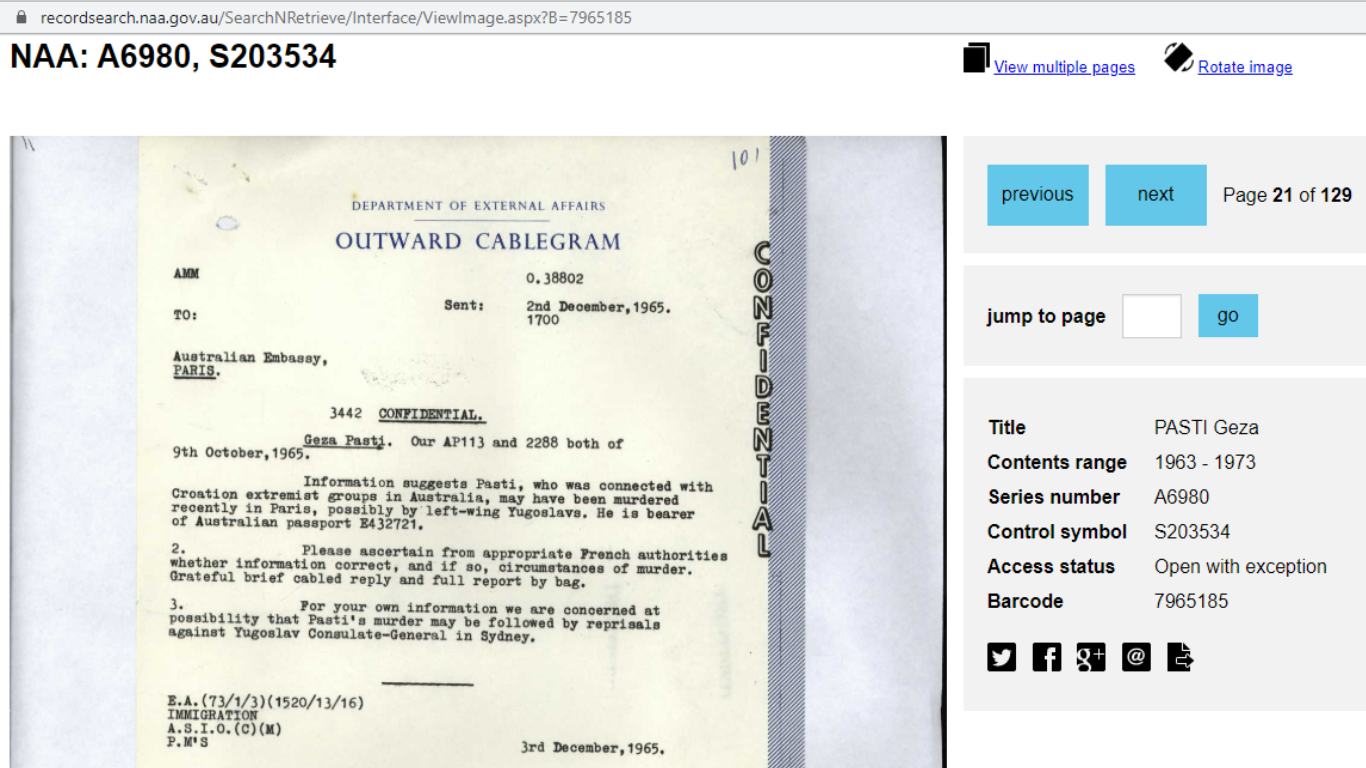 recordsearch.naa.gov.au/SearchNRetrieve/Interface/ViewImage.aspx?B=7965185
NAA: A6980, S203534
View multiple pages
Rotate image
previous
next
Page 21 of 129
jump to page
go
Title PASTI Geza
Contents range 1963 - 1973
Series number A6980
Control symbol S203534
Access status Open with exception
Barcode 7965185
101
DEPARTMENT OF EXTERNAL AFFAIRS
OUTWARD CABLEGRAM
CONFIDENTIAL
AMM
O.38802
Sent: 2nd December,1965.
1700
TO:
Australian Embassy,
PARIS.
3442 CONFIDENTIAL.
Geza Pasti. Our AP113 and 2288 both of
9th October,1965.
Information suggests Pasti, who was connected with
Croation extremist groups in Australia, may have been murdered
recently in Paris, possibly by left-wing Yugoslavs. He is bearer
of Australian passport E432721.
2. Please ascertain from appropriate French authorities
whether information correct, and if so, circumstances of murder.
Grateful brief cabled reply and full report by bag.
3. For your own information we are concerned at
possibility that Pasti's murder may be followed by reprisals
against Yugoslav Consulate-General in Sydney.
E.A.(73/1/3)(1520/13/16)
IMMIGRATION
A.S.I.O.(C)(M)
P.M'S
3rd December,1965.